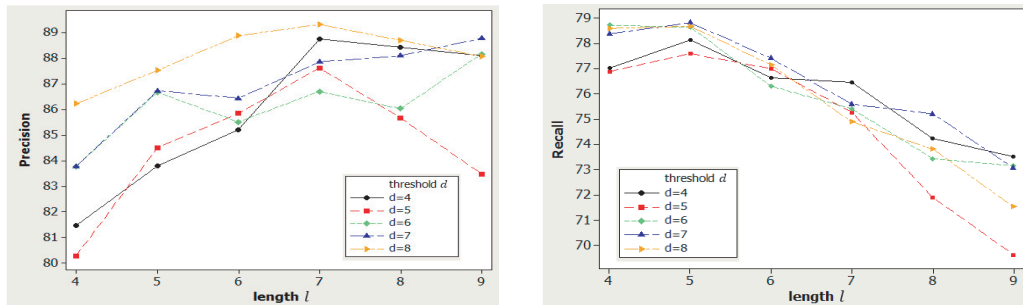 Precision
89
88
87
86
85
84
83
82
81
80
4 5 6 7 8 9
length l
threshold d
d=4
d=5
d=6
d=7
d=8
Recall
79
78
77
76
75
74
73
72
71
70
4 5 6 7 8 9
length l
threshold d
d=4
d=5
d=6
d=7
d=8